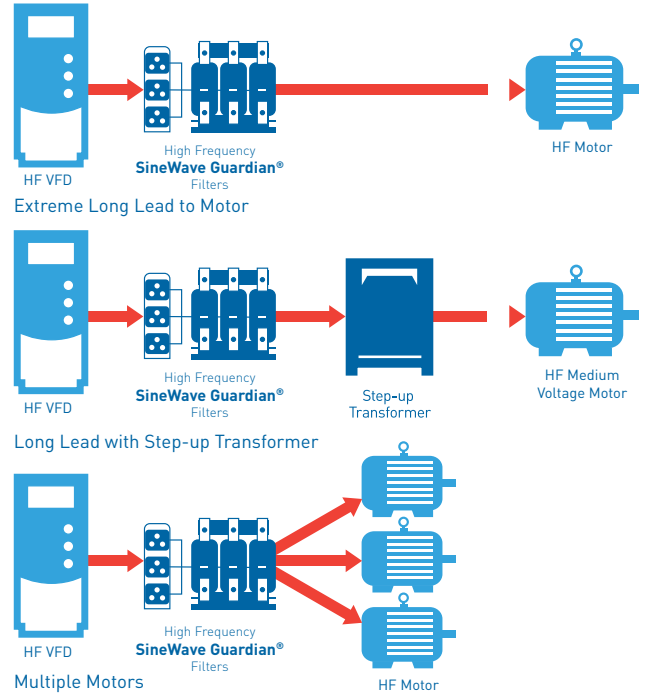 High Frequency
SineWave Guardian®
Filters
HF VFD
HF Motor
Extreme Long Lead to Motor
High Frequency
SineWave Guardian®
Filters
HF VFD
Step-up
Transformer
HF Medium
Voltage Motor
Long Lead with Step-up Transformer
High Frequency
SineWave Guardian®
Filters
HF VFD
HF Motor
Multiple Motors